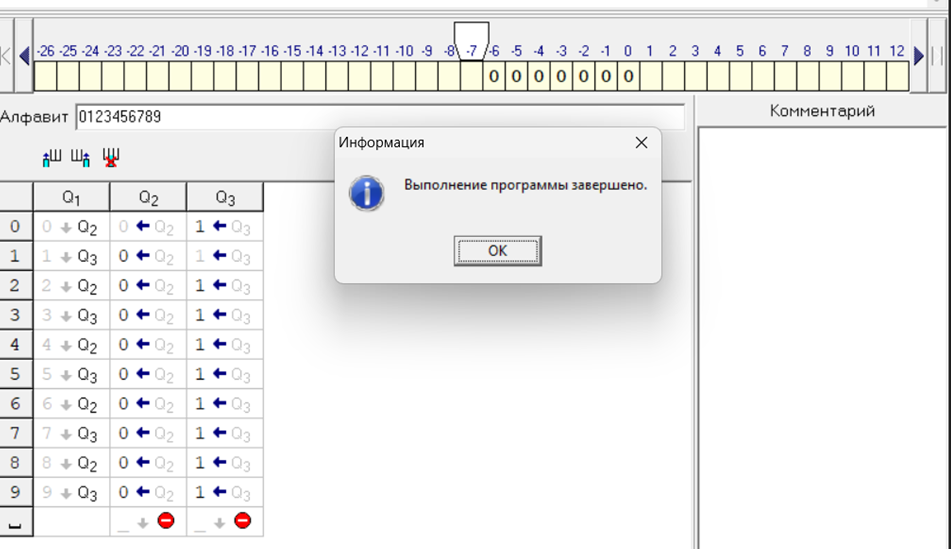 -26 -25 -24 -23 -22 -21 -20 -19 -18 -17 -16 -15 -14 -13 -12 -11 -10 -9 -8 -7 -6 -5 -4 -3 -2 -1 0 1 2 3 4 5 6 7 8 9 10 11 12
0 0 0 0 0 0 0
Алфавит 0123456789
Комментарий
Информация
Выполнение программы завершено.
OK
Q1 Q2 Q3
0 0 ↓ Q2 0 ← Q2 1 ← Q3
1 1 ↓ Q3 0 ← Q2 1 ← Q3
2 2 ↓ Q2 0 ← Q2 1 ← Q3
3 3 ↓ Q3 0 ← Q2 1 ← Q3
4 4 ↓ Q2 0 ← Q2 1 ← Q3
5 5 ↓ Q3 0 ← Q2 1 ← Q3
6 6 ↓ Q2 0 ← Q2 1 ← Q3
7 7 ↓ Q3 0 ← Q2 1 ← Q3
8 8 ↓ Q2 0 ← Q2 1 ← Q3
9 9 ↓ Q3 0 ← Q2 1 ← Q3
␣ _ ↓ _ ↓